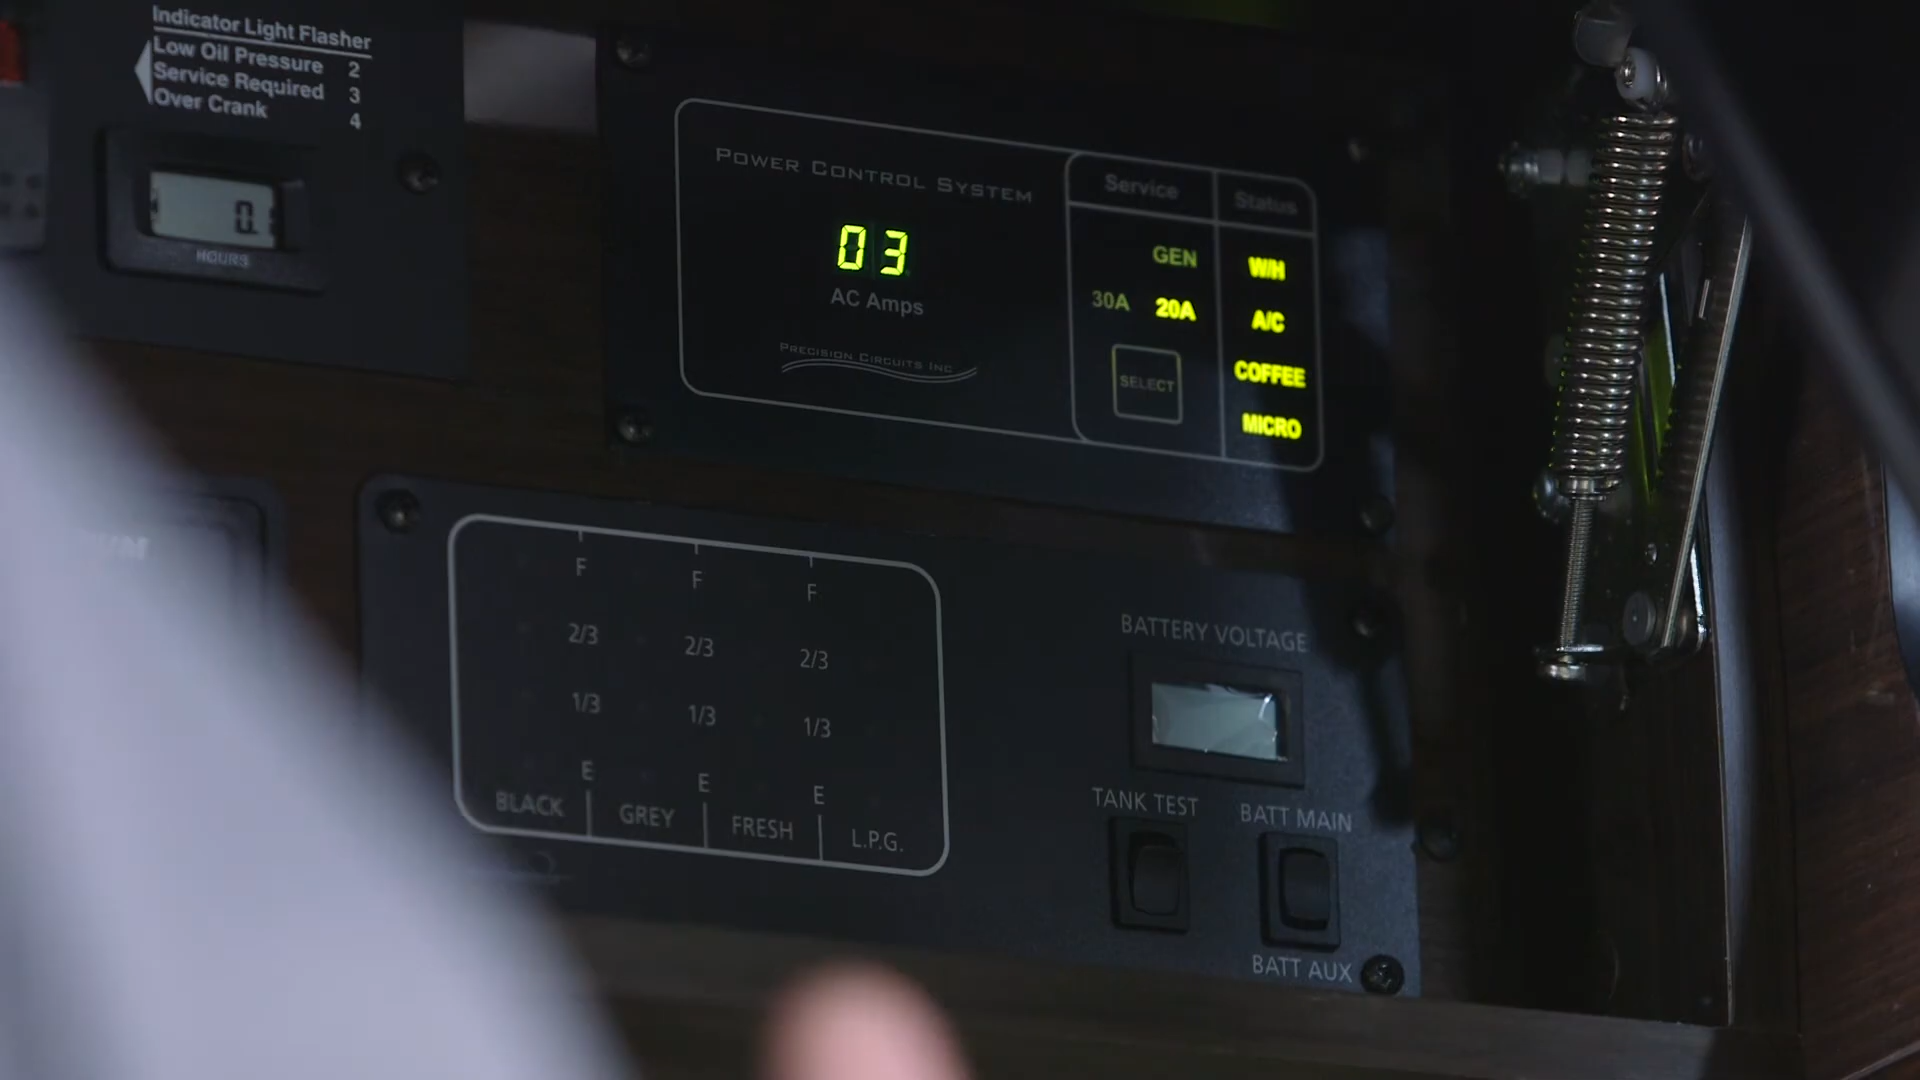 Indicator Light Flasher
Low Oil Pressure 2
Service Required 3
Over Crank 4
HOURS
POWER CONTROL SYSTEM
03
AC Amps
PRECISION CIRCUITS INC
Service
Status
GEN
30A 20A
SELECT
W/H
A/C
COFFEE
MICRO
F F F
2/3 2/3 2/3
1/3 1/3 1/3
E E E
BLACK GREY FRESH L.P.G.
BATTERY VOLTAGE
TANK TEST BATT MAIN
BATT AUX